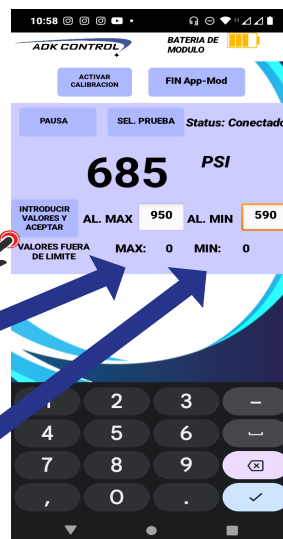 10:58
ADK CONTROL
BATERIA DE
MODULO
ACTIVAR
CALIBRACION
FIN App-Mod
PAUSA
SEL. PRUEBA
Status: Conectado
685
PSI
INTRODUCIR
VALORES Y
ACEPTAR
AL. MAX
950
AL. MIN
590
VALORES FUERA
DE LIMITE
MAX: 0
MIN: 0
2
3
–
4
5
6
7
8
9
,
0
.